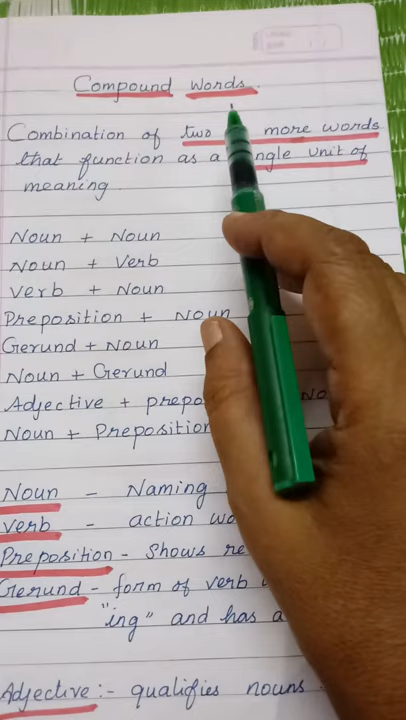 Compound Words.
Combination of two more words
that function as a ngle unit of
meaning.
Noun + Noun
Noun + Verb
Verb + Noun
Preposition + Noun
Gerund + Noun
Noun + Gerund
Adjective + prepo No
Noun + Preposition
Noun - Naming
Verb - action wo
Preposition - Shows re
Gerund - form of verb
"ing" and has a
Adjective :- qualifies nouns